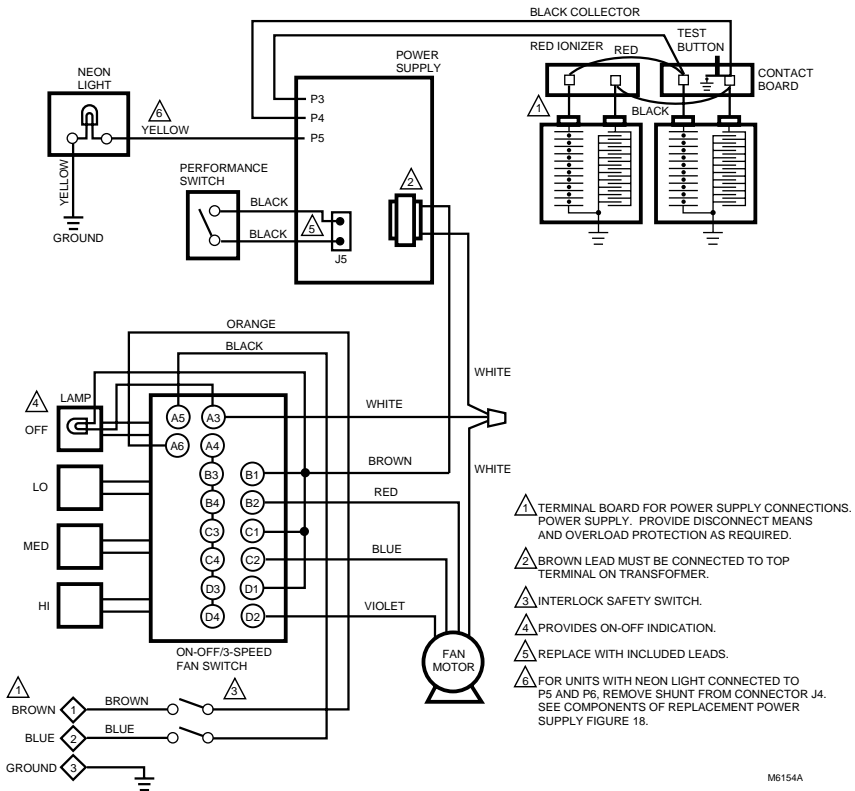 BLACK COLLECTOR
RED IONIZER
RED
TEST
BUTTON
CONTACT
BOARD
BLACK
1
POWER
SUPPLY
P3
P4
P5
NEON
LIGHT
6
YELLOW
YELLOW
GROUND
PERFORMANCE
SWITCH
BLACK
BLACK
5
J5
2
ORANGE
BLACK
WHITE
4
LAMP
OFF
LO
MED
HI
A5
A3
A6
A4
B3
B1
B4
B2
C3
C1
C4
C2
D3
D1
D4
D2
WHITE
BROWN
RED
BLUE
VIOLET
WHITE
FAN
MOTOR
ON-OFF/3-SPEED
FAN SWITCH
1
BROWN
1
BROWN
3
BLUE
2
BLUE
GROUND
3
1
TERMINAL BOARD FOR POWER SUPPLY CONNECTIONS.
POWER SUPPLY. PROVIDE DISCONNECT MEANS
AND OVERLOAD PROTECTION AS REQUIRED.
2
BROWN LEAD MUST BE CONNECTED TO TOP
TERMINAL ON TRANSFOFMER.
3
INTERLOCK SAFETY SWITCH.
4
PROVIDES ON-OFF INDICATION.
5
REPLACE WITH INCLUDED LEADS.
6
FOR UNITS WITH NEON LIGHT CONNECTED TO
P5 AND P6, REMOVE SHUNT FROM CONNECTOR J4.
SEE COMPONENTS OF REPLACEMENT POWER
SUPPLY FIGURE 18.
M6154A